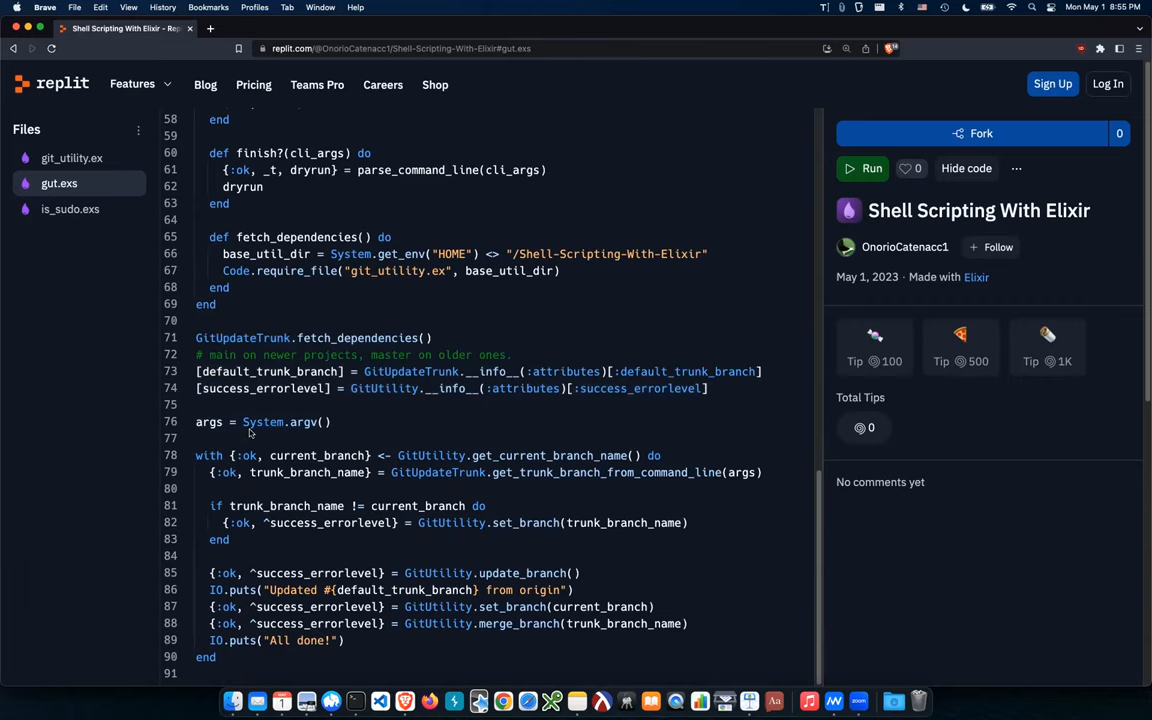 Brave File Edit View History Bookmarks Profiles Tab Window Help Mon May 1 8:55 PM
Shell Scripting With Elixir - Rep
replit.com/@OnorioCatenacc1/Shell-Scripting-With-Elixir#gut.exs
replit Features Blog Pricing Teams Pro Careers Shop Sign Up Log In
Files
git_utility.ex
gut.exs
is_sudo.exs
58 end
59
60 def finish?(cli_args) do
61 {:ok, _t, dryrun} = parse_command_line(cli_args)
62 dryrun
63 end
64
65 def fetch_dependencies() do
66 base_util_dir = System.get_env("HOME") <> "/Shell-Scripting-With-Elixir"
67 Code.require_file("git_utility.ex", base_util_dir)
68 end
69 end
70
71 GitUpdateTrunk.fetch_dependencies()
72 # main on newer projects, master on older ones.
73 [default_trunk_branch] = GitUpdateTrunk.__info__(:attributes)[:default_trunk_branch]
74 [success_errorlevel] = GitUtility.__info__(:attributes)[:success_errorlevel]
75
76 args = System.argv()
77
78 with {:ok, current_branch} <- GitUtility.get_current_branch_name() do
79 {:ok, trunk_branch_name} = GitUpdateTrunk.get_trunk_branch_from_command_line(args)
80
81 if trunk_branch_name != current_branch do
82 {:ok, ^success_errorlevel} = GitUtility.set_branch(trunk_branch_name)
83 end
84
85 {:ok, ^success_errorlevel} = GitUtility.update_branch()
86 IO.puts("Updated #{default_trunk_branch} from origin")
87 {:ok, ^success_errorlevel} = GitUtility.set_branch(current_branch)
88 {:ok, ^success_errorlevel} = GitUtility.merge_branch(trunk_branch_name)
89 IO.puts("All done!")
90 end
91
Fork 0
Run 0 Hide code
Shell Scripting With Elixir
OnorioCatenacc1 + Follow
May 1, 2023 · Made with Elixir
Tip 100 Tip 500 Tip 1K
Total Tips
0
No comments yet